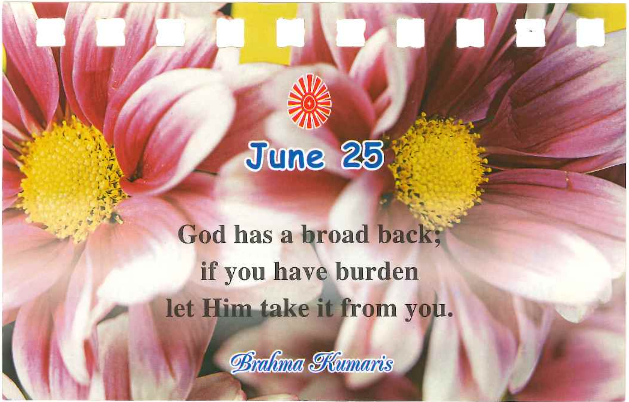 June 25
God has a broad back;
if you have burden
let Him take it from you.
Brahma Kumaris